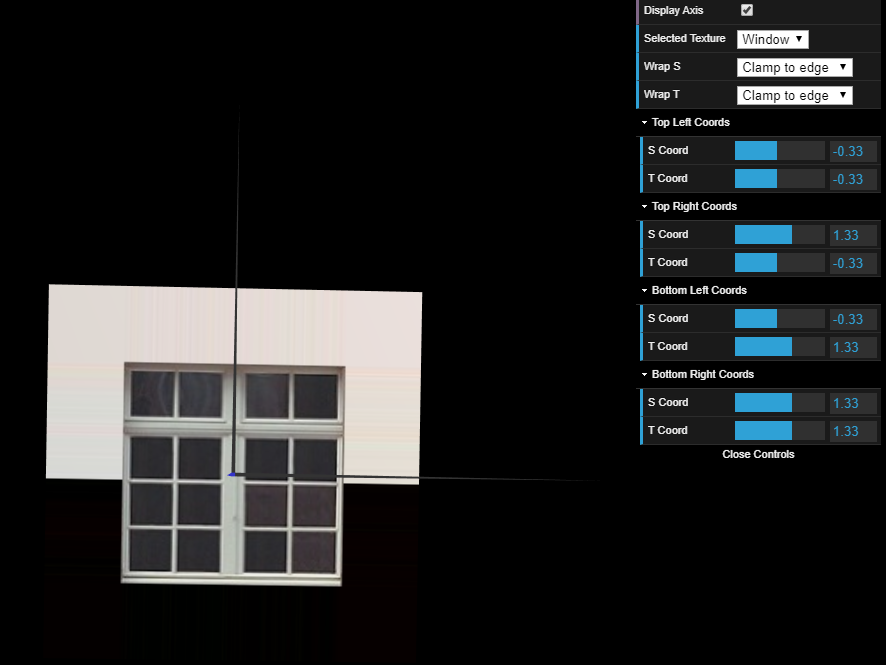 Display Axis
Selected Texture Window
Wrap S Clamp to edge
Wrap T Clamp to edge
Top Left Coords
S Coord -0.33
T Coord -0.33
Top Right Coords
S Coord 1.33
T Coord -0.33
Bottom Left Coords
S Coord -0.33
T Coord 1.33
Bottom Right Coords
S Coord 1.33
T Coord 1.33
Close Controls